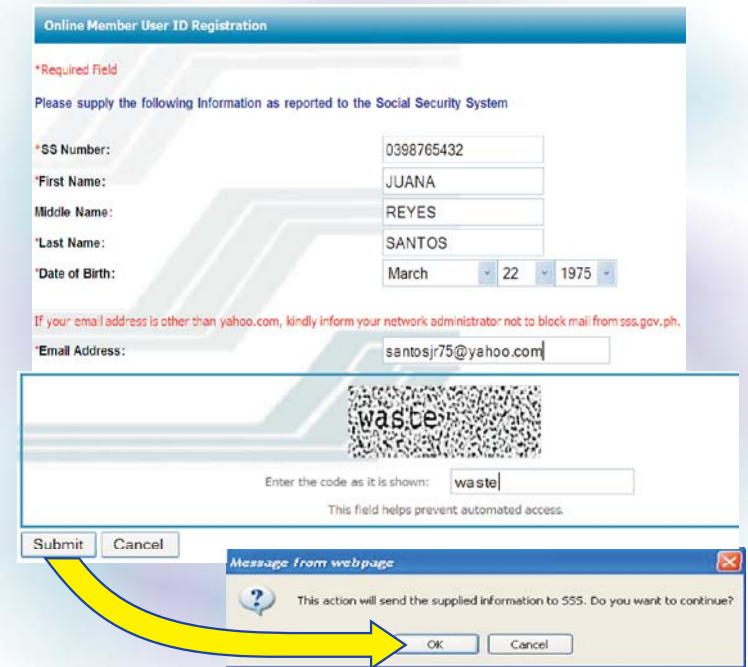 Online Member User ID Registration
*Required Field
Please supply the following Information as reported to the Social Security System
*SS Number: 0398765432
*First Name: JUANA
Middle Name: REYES
*Last Name: SANTOS
*Date of Birth: March 22 1975
If your email address is other than yahoo.com, kindly inform your network administrator not to block mail from sss.gov.ph.
*Email Address: santosjr75@yahoo.com
waste
Enter the code as it is shown: waste
This field helps prevent automated access.
Submit Cancel
Message from webpage
This action will send the supplied information to SSS. Do you want to continue?
OK Cancel